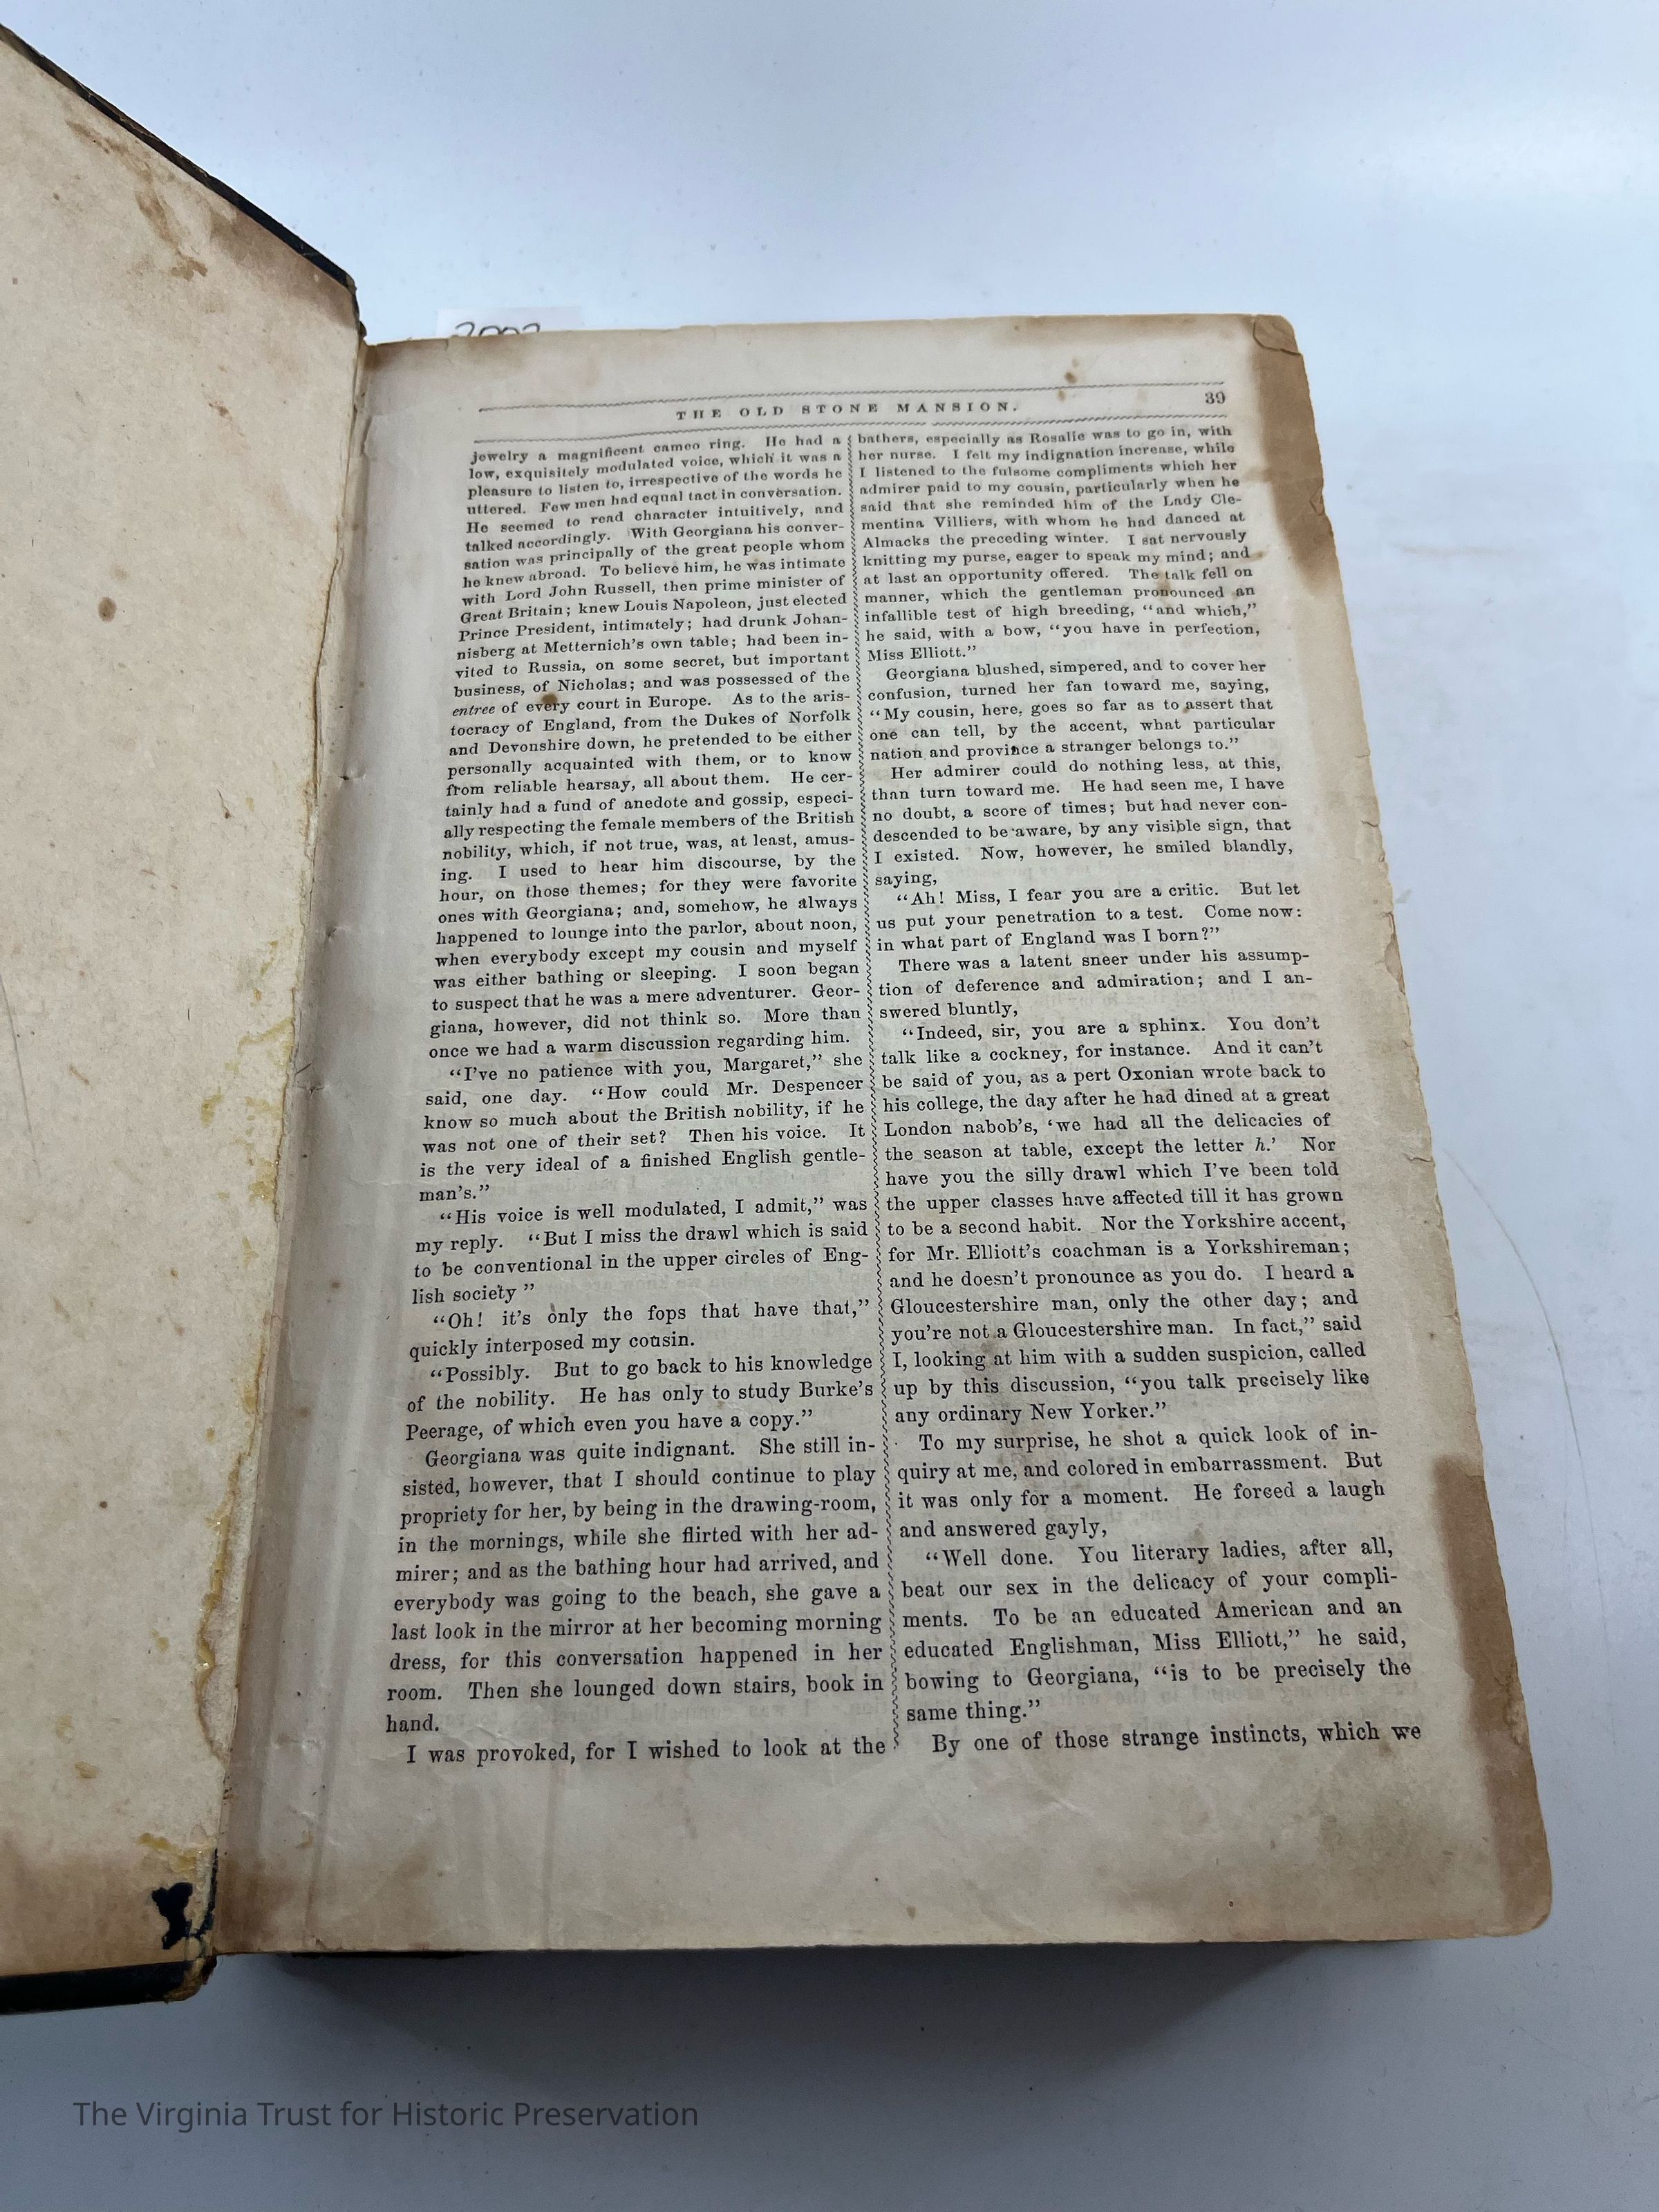 THE OLD STONE MANSION.
39
jewelry a magnificent cameo ring. He had a
low, exquisitely modulated voice, which it was a
pleasure to listen to, irrespective of the words he
uttered. Few men had equal tact in conversation.
He seemed to read character intuitively, and
talked accordingly. With Georgiana his conver-
sation was principally of the great people whom
he knew abroad. To believe him, he was intimate
with Lord John Russell, then prime minister of
Great Britain; knew Louis Napoleon, just elected
Prince President, intimately; had drunk Johan-
nisberg at Metternich's own table; had been in-
vited to Russia, on some secret, but important
business, of Nicholas; and was possessed of the
entree of every court in Europe. As to the aris-
tocracy of England, from the Dukes of Norfolk
and Devonshire down, he pretended to be either
personally acquainted with them, or to know
from reliable hearsay, all about them. He cer-
tainly had a fund of anedote and gossip, especi-
ally respecting the female members of the British
nobility, which, if not true, was, at least, amus-
ing. I used to hear him discourse, by the
hour, on those themes; for they were favorite
ones with Georgiana; and, somehow, he always
happened to lounge into the parlor, about noon,
when everybody except my cousin and myself
was either bathing or sleeping. I soon began
to suspect that he was a mere adventurer. Geor-
giana, however, did not think so. More than
once we had a warm discussion regarding him.
"I've no patience with you, Margaret," she
said, one day. "How could Mr. Despencer
know so much about the British nobility, if he
was not one of their set? Then his voice. It
is the very ideal of a finished English gentle-
man's."
"His voice is well modulated, I admit," was
my reply. "But I miss the drawl which is said
to be conventional in the upper circles of Eng-
lish society "
"Oh! it's only the fops that have that,"
quickly interposed my cousin.
"Possibly. But to go back to his knowledge
of the nobility. He has only to study Burke's
Peerage, of which even you have a copy."
Georgiana was quite indignant. She still in-
sisted, however, that I should continue to play
propriety for her, by being in the drawing-room,
in the mornings, while she flirted with her ad-
mirer; and as the bathing hour had arrived, and
everybody was going to the beach, she gave a
last look in the mirror at her becoming morning
dress, for this conversation happened in her
room. Then she lounged down stairs, book in
hand.
I was provoked, for I wished to look at the
bathers, especially as Rosalie was to go in, with
her nurse. I felt my indignation increase, while
I listened to the fulsome compliments which her
admirer paid to my cousin, particularly when he
said that she reminded him of the Lady Cle-
mentina Villiers, with whom he had danced at
Almacks the preceding winter. I sat nervously
knitting my purse, eager to speak my mind; and
at last an opportunity offered. The talk fell on
manner, which the gentleman pronounced an
infallible test of high breeding, "and which,"
he said, with a bow, "you have in perfection,
Miss Elliott."
Georgiana blushed, simpered, and to cover her
confusion, turned her fan toward me, saying,
"My cousin, here, goes so far as to assert that
one can tell, by the accent, what particular
nation and province a stranger belongs to."
Her admirer could do nothing less, at this,
than turn toward me. He had seen me, I have
no doubt, a score of times; but had never con-
descended to be aware, by any visible sign, that
I existed. Now, however, he smiled blandly,
saying,
"Ah! Miss, I fear you are a critic. But let
us put your penetration to a test. Come now:
in what part of England was I born?"
There was a latent sneer under his assump-
tion of deference and admiration; and I an-
swered bluntly,
"Indeed, sir, you are a sphinx. You don't
talk like a cockney, for instance. And it can't
be said of you, as a pert Oxonian wrote back to
his college, the day after he had dined at a great
London nabob's, 'we had all the delicacies of
the season at table, except the letter h.' Nor
have you the silly drawl which I've been told
the upper classes have affected till it has grown
to be a second habit. Nor the Yorkshire accent,
for Mr. Elliott's coachman is a Yorkshireman;
and he doesn't pronounce as you do. I heard a
Gloucestershire man, only the other day; and
you're not a Gloucestershire man. In fact," said
I, looking at him with a sudden suspicion, called
up by this discussion, "you talk precisely like
any ordinary New Yorker."
To my surprise, he shot a quick look of in-
quiry at me, and colored in embarrassment. But
it was only for a moment. He forced a laugh
and answered gayly,
"Well done. You literary ladies, after all,
beat our sex in the delicacy of your compli-
ments. To be an educated American and an
educated Englishman, Miss Elliott," he said,
bowing to Georgiana, "is to be precisely the
same thing."
By one of those strange instincts, which we
The Virginia Trust for Historic Preservation